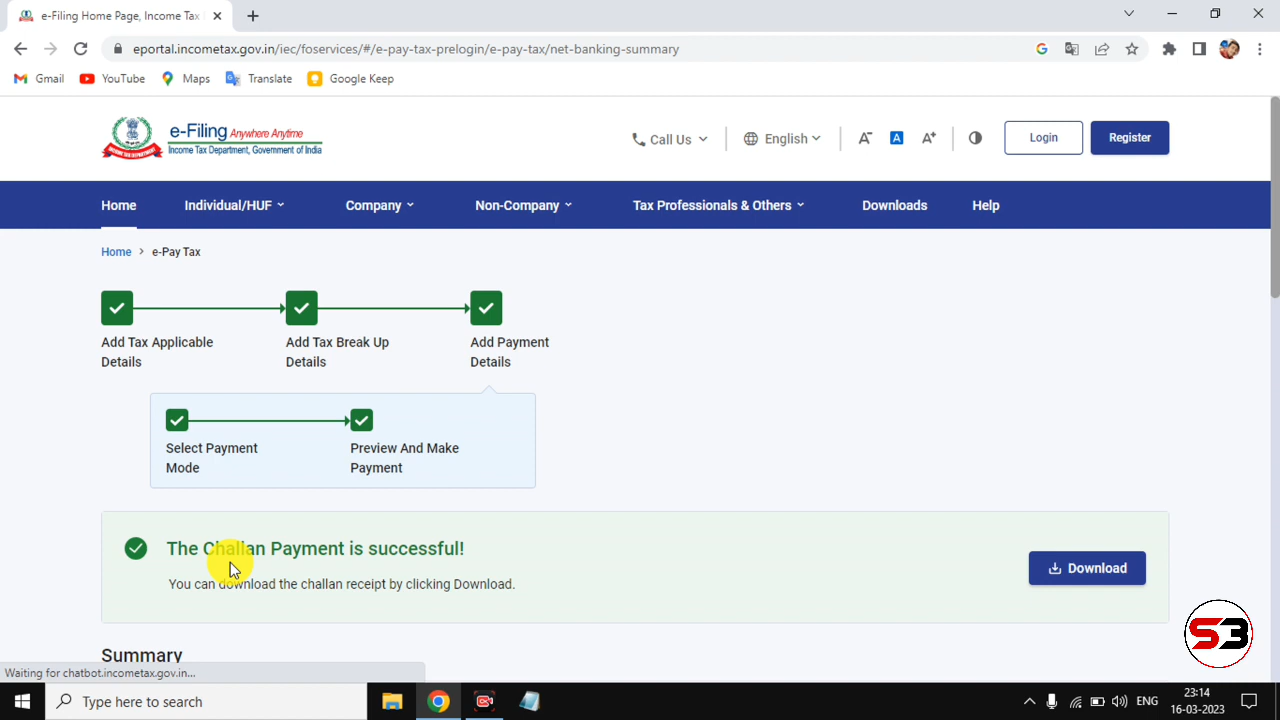 e-Filing Home Page, Income Tax
eportal.incometax.gov.in/iec/foservices/#/e-pay-tax-prelogin/e-pay-tax/net-banking-summary
Gmail YouTube Maps Translate Google Keep
e-Filing Anywhere Anytime
Income Tax Department, Government of India
INCOME TAX DEPARTMENT
Call Us English A- A A+ Login Register
Home Individual/HUF Company Non-Company Tax Professionals & Others Downloads Help
Home > e-Pay Tax
Add Tax Applicable
Details
Add Tax Break Up
Details
Add Payment
Details
Select Payment
Mode
Preview And Make
Payment
The Challan Payment is successful!
You can download the challan receipt by clicking Download.
Download
S3
Summary
Waiting for chatbot.incometax.gov.in...
Type here to search
ENG
23:14
16-03-2023